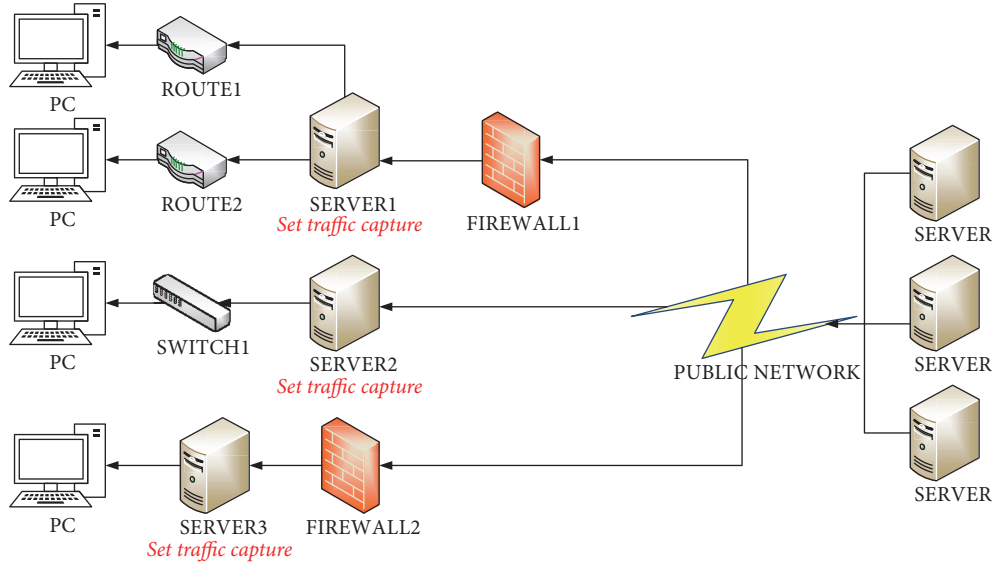 PC
ROUTE1
PC
ROUTE2
SERVER1
Set traffic capture
FIREWALL1
SERVER
PC
SWITCH1
SERVER2
Set traffic capture
PUBLIC NETWORK
SERVER
PC
SERVER3
Set traffic capture
FIREWALL2
SERVER